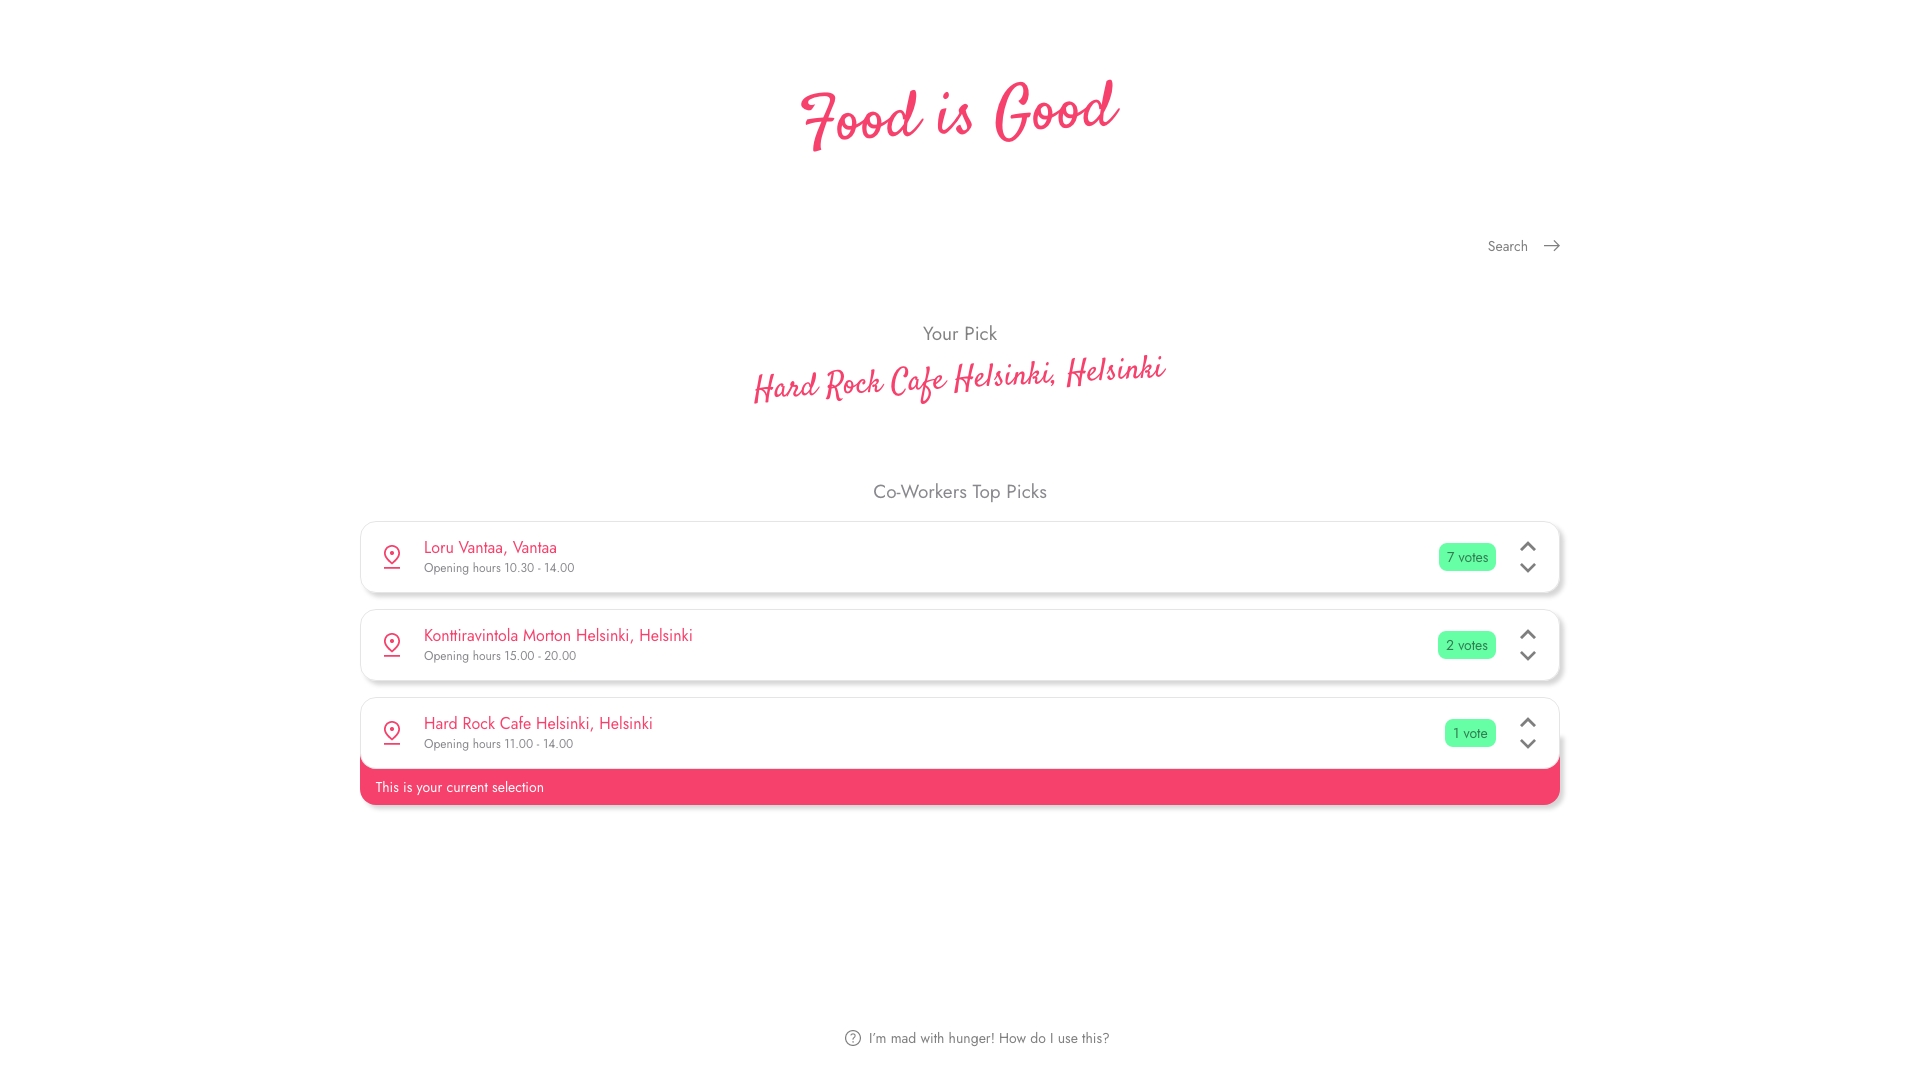 Food is Good
Search
Your Pick
Hard Rock Cafe Helsinki, Helsinki
Co-Workers Top Picks
Loru Vantaa, Vantaa
Opening hours 10.30 - 14.00
7 votes
Konttiravintola Morton Helsinki, Helsinki
Opening hours 15.00 - 20.00
2 votes
Hard Rock Cafe Helsinki, Helsinki
Opening hours 11.00 - 14.00
1 vote
This is your current selection
I'm mad with hunger! How do I use this?